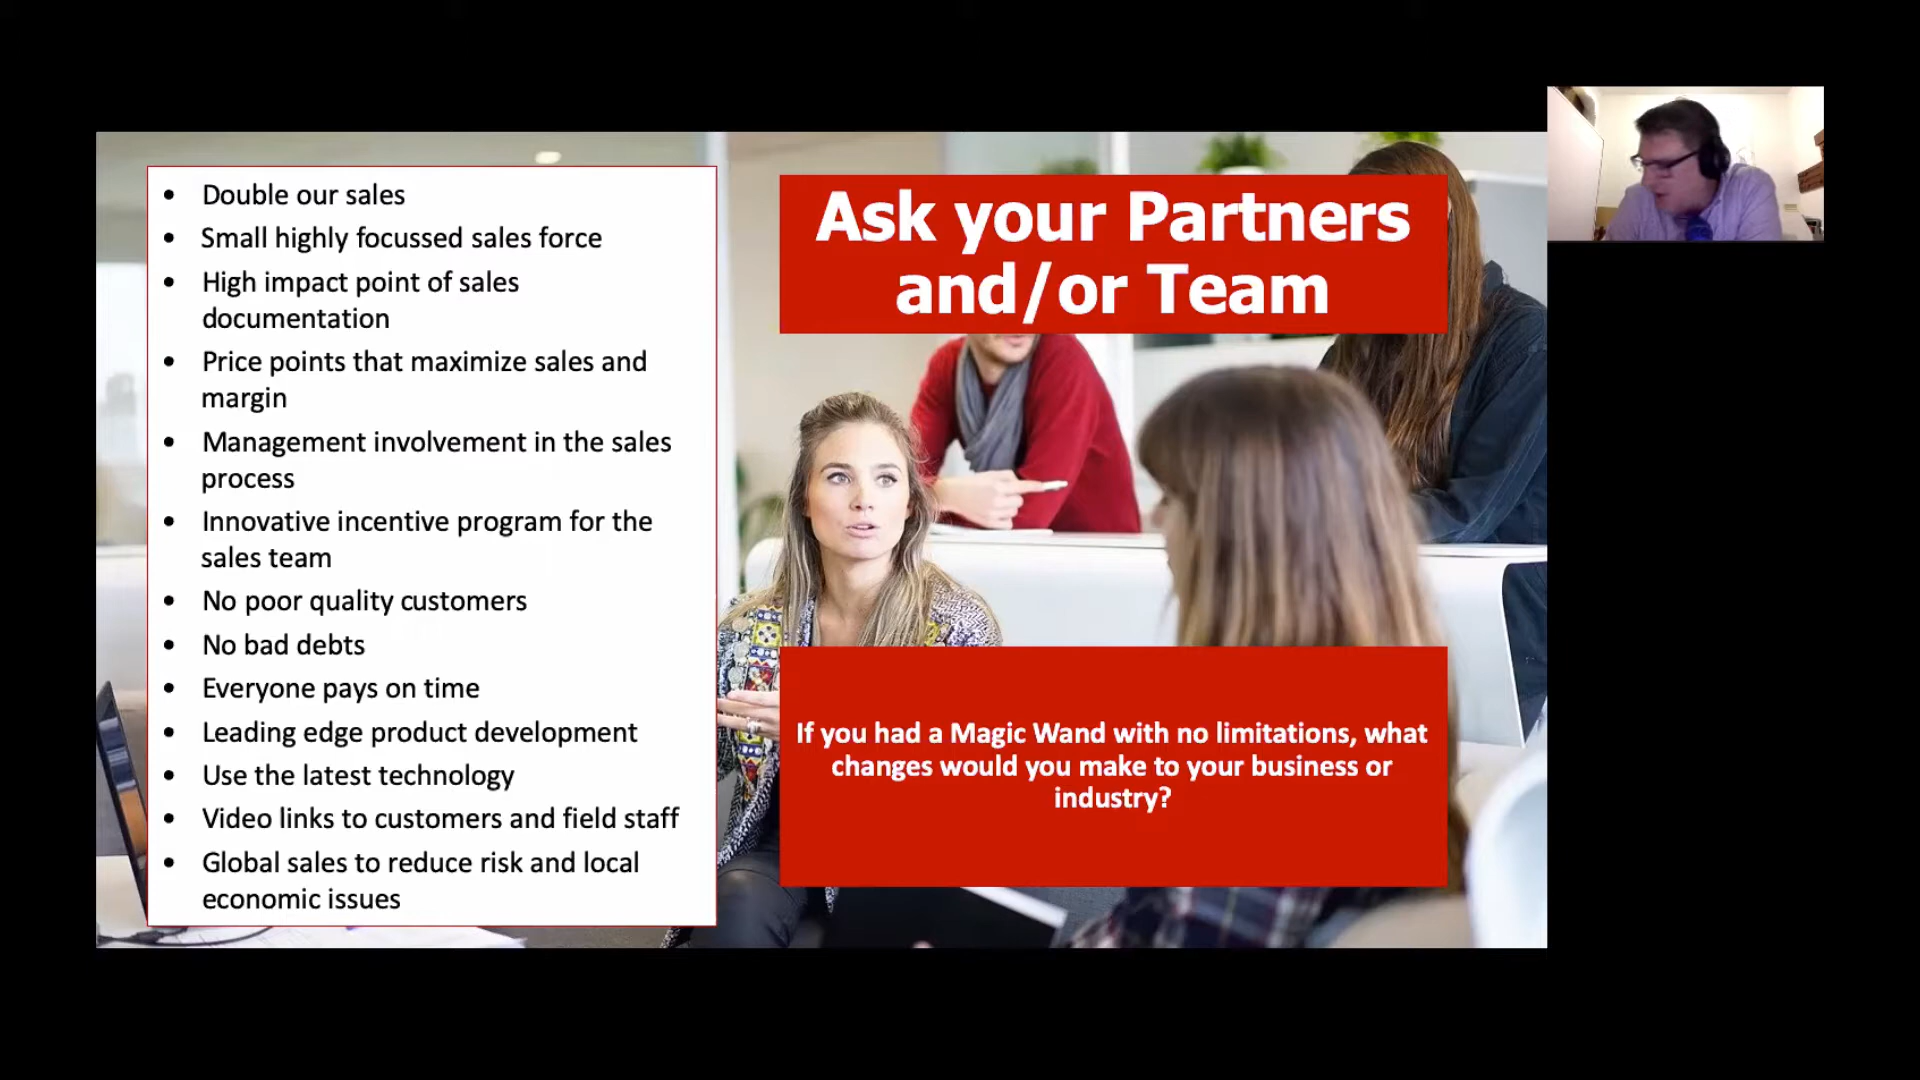 • Double our sales
• Small highly focussed sales force
• High impact point of sales
documentation
• Price points that maximize sales and
margin
• Management involvement in the sales
process
• Innovative incentive program for the
sales team
• No poor quality customers
• No bad debts
• Everyone pays on time
• Leading edge product development
• Use the latest technology
• Video links to customers and field staff
• Global sales to reduce risk and local
economic issues
Ask your Partners
and/or Team
If you had a Magic Wand with no limitations, what
changes would you make to your business or
industry?